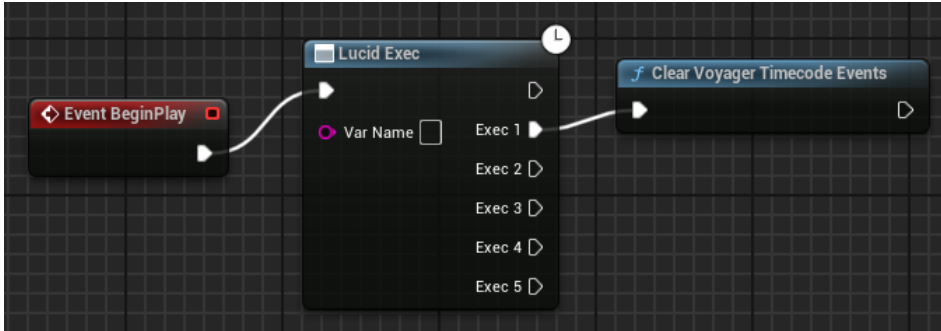 Event BeginPlay
Lucid Exec
Var Name
Exec 1
Exec 2
Exec 3
Exec 4
Exec 5
f Clear Voyager Timecode Events